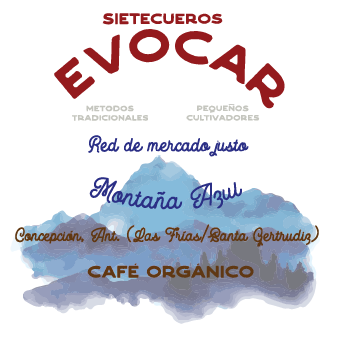 SIETECUEROS
EVOCAR
METODOS
TRADICIONALES
PEQUEÑOS
CULTIVADORES
Red de mercado justo
Montaña Azul
Concepción, Ant. (Las Frías/Santa Gertrudiz)
CAFÉ ORGÁNICO